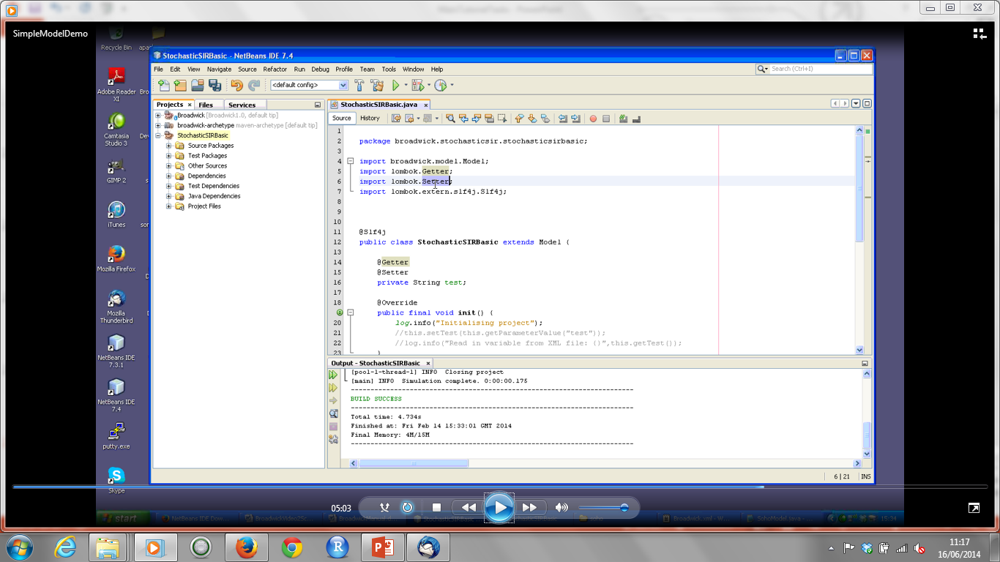 SimpleModelDemo
Recycle Bin
Adobe Reader
XI
Camtasia
Studio 3
GIMP 2
iTunes
Mozilla Firefox
Mozilla
Thunderbird
NetBeans IDE
7.3.1
NetBeans IDE
7.4
putty.exe
Skype
StochasticSIRBasic - NetBeans IDE 7.4
File Edit View Navigate Source Refactor Run Debug Profile Team Tools Window Help
Search (Ctrl+I)
<default config>
Projects Files Services
Broadwick [Broadwick1.0, default tip]
broadwick-archetype maven-archetype [default tip]
StochasticSIRBasic
Source Packages
Test Packages
Other Sources
Dependencies
Test Dependencies
Java Dependencies
Project Files
StochasticSIRBasic.java
Source History
1
2 package broadwick.stochasticsir.stochasticsirbasic;
3
4 import broadwick.model.Model;
5 import lombok.Getter;
6 import lombok.Setter;
7 import lombok.extern.slf4j.Slf4j;
8
9
10
11 @Slf4j
12 public class StochasticSIRBasic extends Model {
13
14 @Getter
15 @Setter
16 private String test;
17
18 @Override
public final void init() {
20 log.info("Initialising project");
21 //this.setTest(this.getParameterValue("test"));
22 //log.info("Read in variable from XML file: {}",this.getTest());
23 }
Output - StochasticSIRBasic
[pool-1-thread-1] INFO Closing project
[main] INFO Simulation complete. 0:00:00.175
------------------------------------------------------------------------
BUILD SUCCESS
------------------------------------------------------------------------
Total time: 4.734s
Finished at: Fri Feb 14 15:33:01 GMT 2014
Final Memory: 4M/15M
------------------------------------------------------------------------
6 | 21 INS
05:03
start
15:34
11:17
16/06/2014